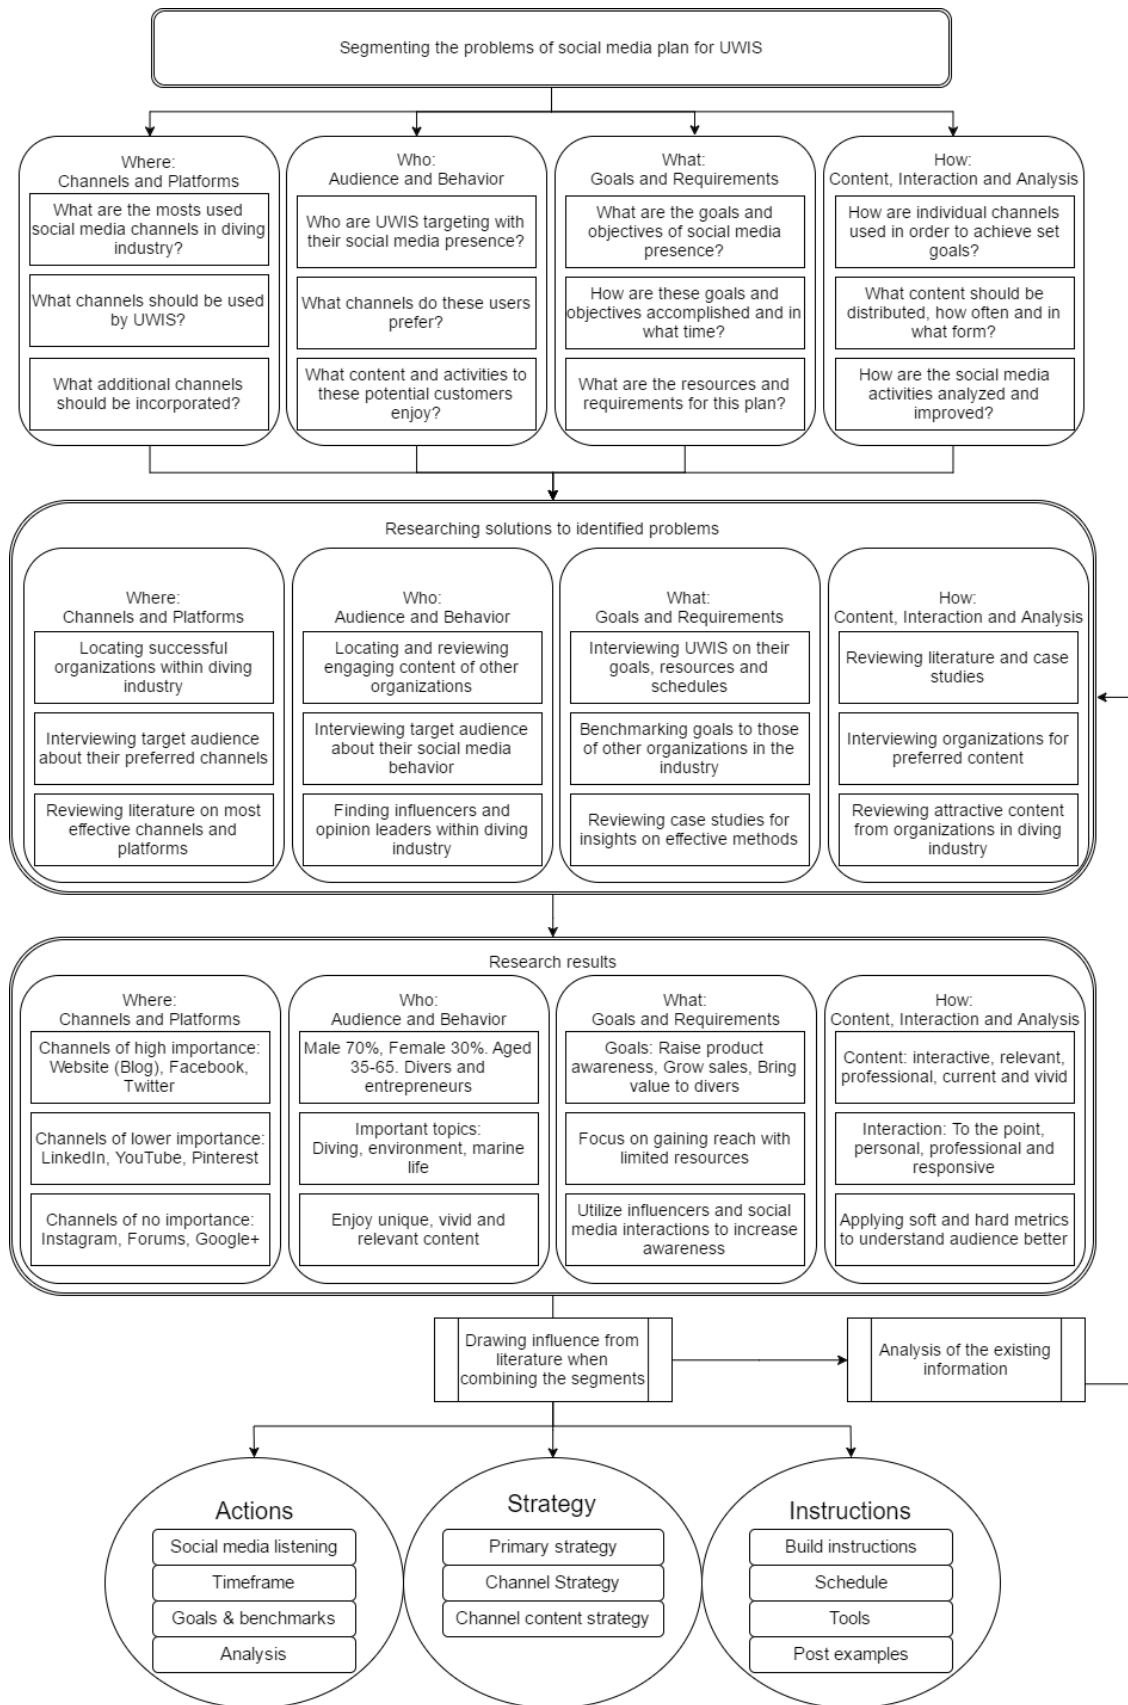 Segmenting the problems of social media plan for UWIS
Where:
Channels and Platforms
What are the mosts used
social media channels in diving
industry?
What channels should be used
by UWIS?
What additional channels
should be incorporated?
Who:
Audience and Behavior
Who are UWIS targeting with
their social media presence?
What channels do these users
prefer?
What content and activities to
these potential customers
enjoy?
What:
Goals and Requirements
What are the goals and
objectives of social media
presence?
How are these goals and
objectives accomplished and in
what time?
What are the resources and
requirements for this plan?
How:
Content, Interaction and Analysis
How are individual channels
used in order to achieve set
goals?
What content should be
distributed, how often and in
what form?
How are the social media
activities analyzed and
improved?
Researching solutions to identified problems
Where:
Channels and Platforms
Locating successful
organizations within diving
industry
Interviewing target audience
about their preferred channels
Reviewing literature on most
effective channels and
platforms
Who:
Audience and Behavior
Locating and reviewing
engaging content of other
organizations
Interviewing target audience
about their social media
behavior
Finding influencers and
opinion leaders within diving
industry
What:
Goals and Requirements
Interviewing UWIS on their
goals, resources and
schedules
Benchmarking goals to those
of other organizations in the
industry
Reviewing case studies for
insights on effective methods
How:
Content, Interaction and Analysis
Reviewing literature and case
studies
Interviewing organizations for
preferred content
Reviewing attractive content
from organizations in diving
industry
Research results
Where:
Channels and Platforms
Channels of high importance:
Website (Blog), Facebook,
Twitter
Channels of lower importance:
LinkedIn, YouTube, Pinterest
Channels of no importance:
Instagram, Forums, Google+
Who:
Audience and Behavior
Male 70%, Female 30%. Aged
35-65. Divers and
entrepreneurs
Important topics:
Diving, environment, marine
life
Enjoy unique, vivid and
relevant content
What:
Goals and Requirements
Goals: Raise product
awareness, Grow sales, Bring
value to divers
Focus on gaining reach with
limited resources
Utilize influencers and social
media interactions to increase
awareness
How:
Content, Interaction and Analysis
Content: interactive, relevant,
professional, current and vivid
Interaction: To the point,
personal, professional and
responsive
Applying soft and hard metrics
to understand audience better
Drawing influence from
literature when
combining the segments
Analysis of the existing
information
Actions
Social media listening
Timeframe
Goals & benchmarks
Analysis
Strategy
Primary strategy
Channel Strategy
Channel content strategy
Instructions
Build instructions
Schedule
Tools
Post examples